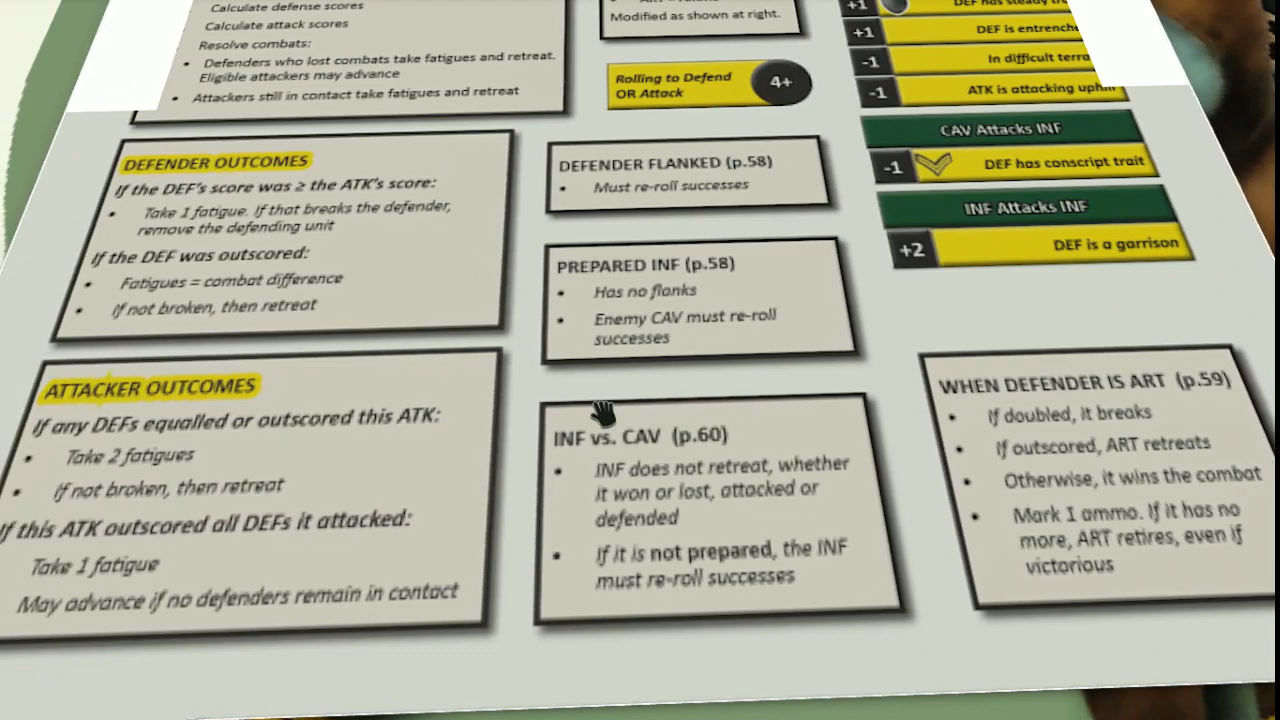 Calculate defense scores
Calculate attack scores
Resolve combats:
• Defenders who lost combats take fatigues and retreat.
Eligible attackers may advance
• Attackers still in contact take fatigues and retreat
Modified as shown at right.
Rolling to Defend
OR Attack
4+
+1
+1 DEF is
-1 In difficult
-1 ATK is attacking uphill
CAV Attacks INF
-1 DEF has conscript trait
INF Attacks INF
+2 DEF is a garrison
DEFENDER OUTCOMES
If the DEF's score was ≥ the ATK's score:
• Take 1 fatigue. If that breaks the defender,
remove the defending unit
If the DEF was outscored:
• Fatigues = combat difference
• If not broken, then retreat
ATTACKER OUTCOMES
If any DEFs equalled or outscored this ATK:
• Take 2 fatigues
• If not broken, then retreat
If this ATK outscored all DEFs it attacked:
Take 1 fatigue
May advance if no defenders remain in contact
DEFENDER FLANKED (p.58)
• Must re-roll successes
PREPARED INF (p.58)
• Has no flanks
• Enemy CAV must re-roll
successes
INF vs. CAV (p.60)
• INF does not retreat, whether
it won or lost, attacked or
defended
• If it is not prepared, the INF
must re-roll successes
WHEN DEFENDER IS ART (p.59)
• If doubled, it breaks
• If outscored, ART retreats
• Otherwise, it wins the combat
• Mark 1 ammo. If it has no
more, ART retires, even if
victorious